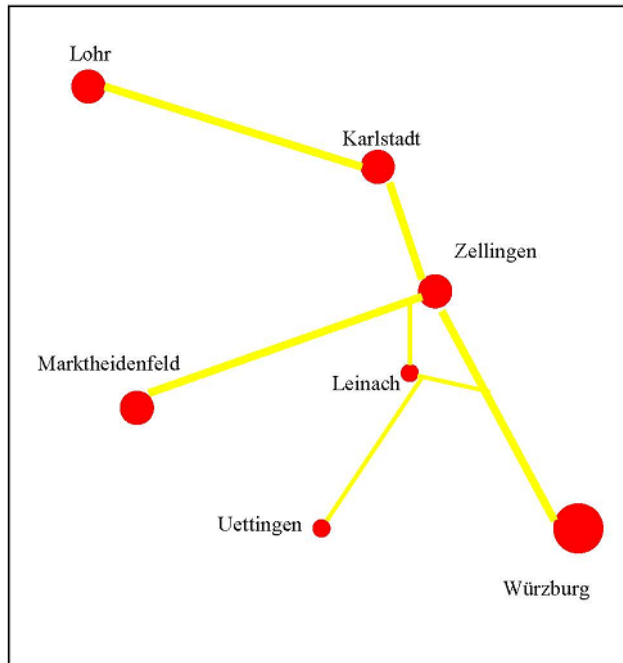 Lohr
Karlstadt
Zellingen
Marktheidenfeld
Leinach
Uettingen
Würzburg